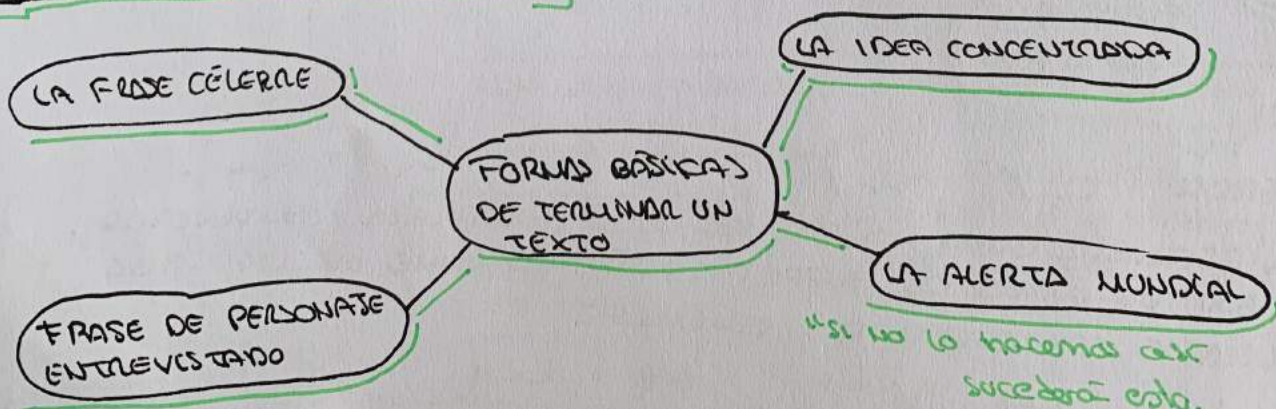 LA FRASE CÉLEBRE
LA IDEA CONCENTRADA
FORMAS BÁSICAS
DE TERMINAR UN
TEXTO
FRASE DE PERSONAJE
ENTREVISTADO
LA ALERTA MUNDIAL
"si no lo hacemos así
sucederá esto.